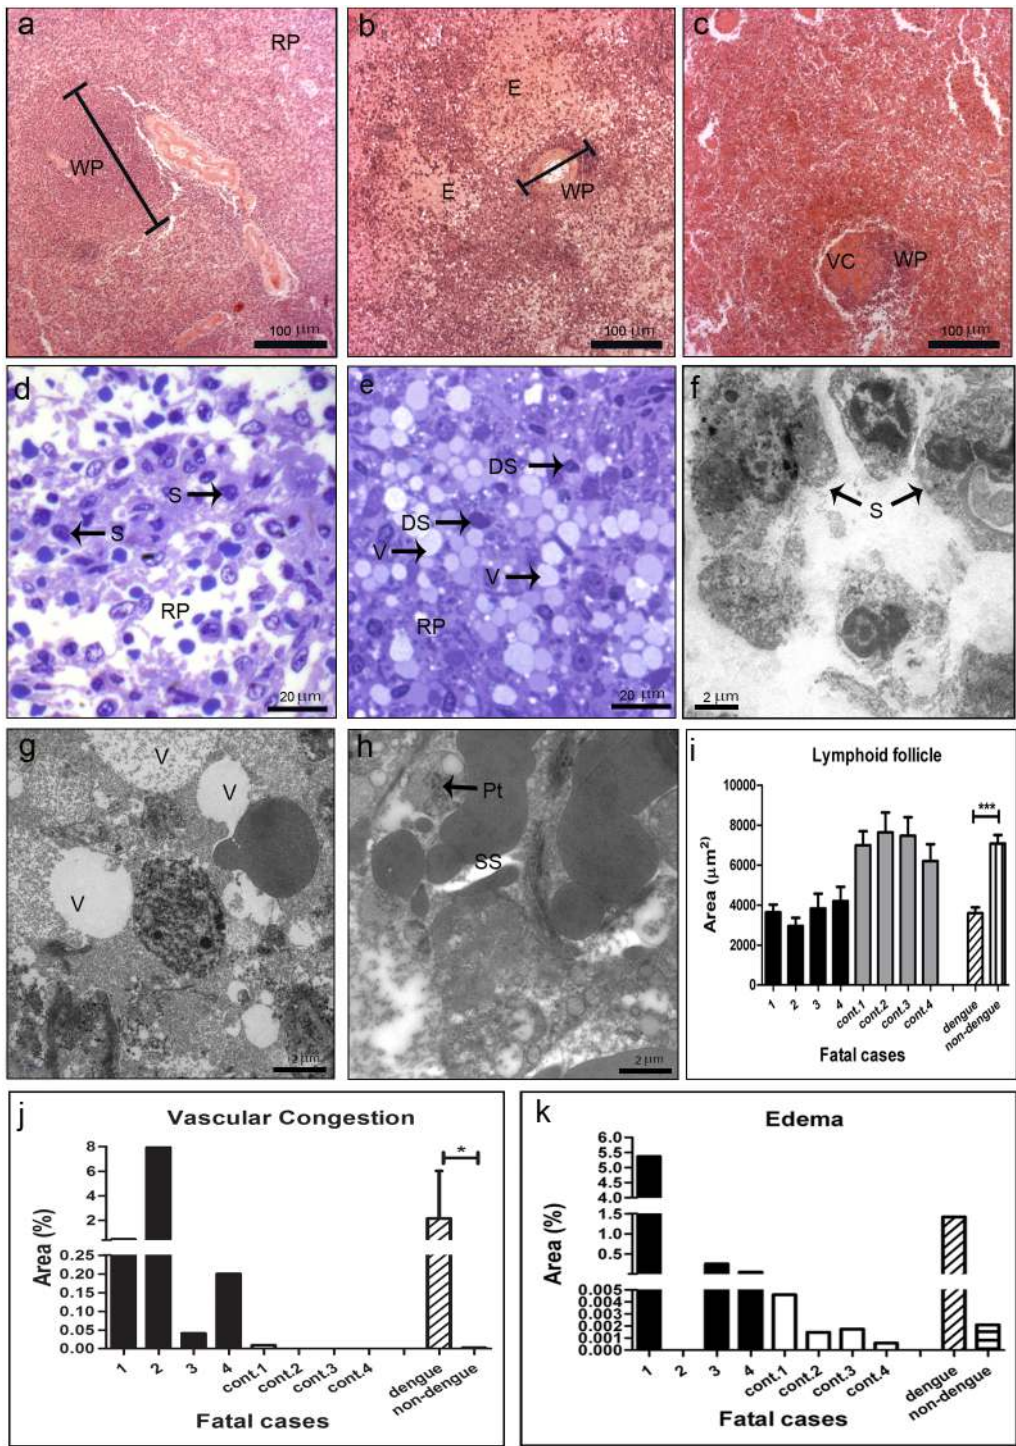 a
RP
WP
100 µm
b
E
E
WP
100 µm
c
VC
WP
100 µm
d
S
S
RP
20 µm
e
DS
DS
V
V
RP
20 µm
f
S
2 µm
g
V
V
V
2 µm
h
Pt
SS
2 µm
i
Lymphoid follicle
Area (µm²)
10000
8000
6000
4000
2000
0
***
1 2 3 4 cont.1 cont.2 cont.3 cont.4 dengue non-dengue
Fatal cases
j
Vascular Congestion
Area (%)
8
6
4
2
0.25
0.20
0.15
0.10
0.05
0.00
*
1 2 3 4 cont.1 cont.2 cont.3 cont.4 dengue non-dengue
Fatal cases
k
Edema
Area (%)
6.0
5.5
5.0
4.5
4.0
1.5
1.0
0.5
0.005
0.004
0.003
0.002
0.001
0.000
1 2 3 4 cont.1 cont.2 cont.3 cont.4 dengue non-dengue
Fatal cases